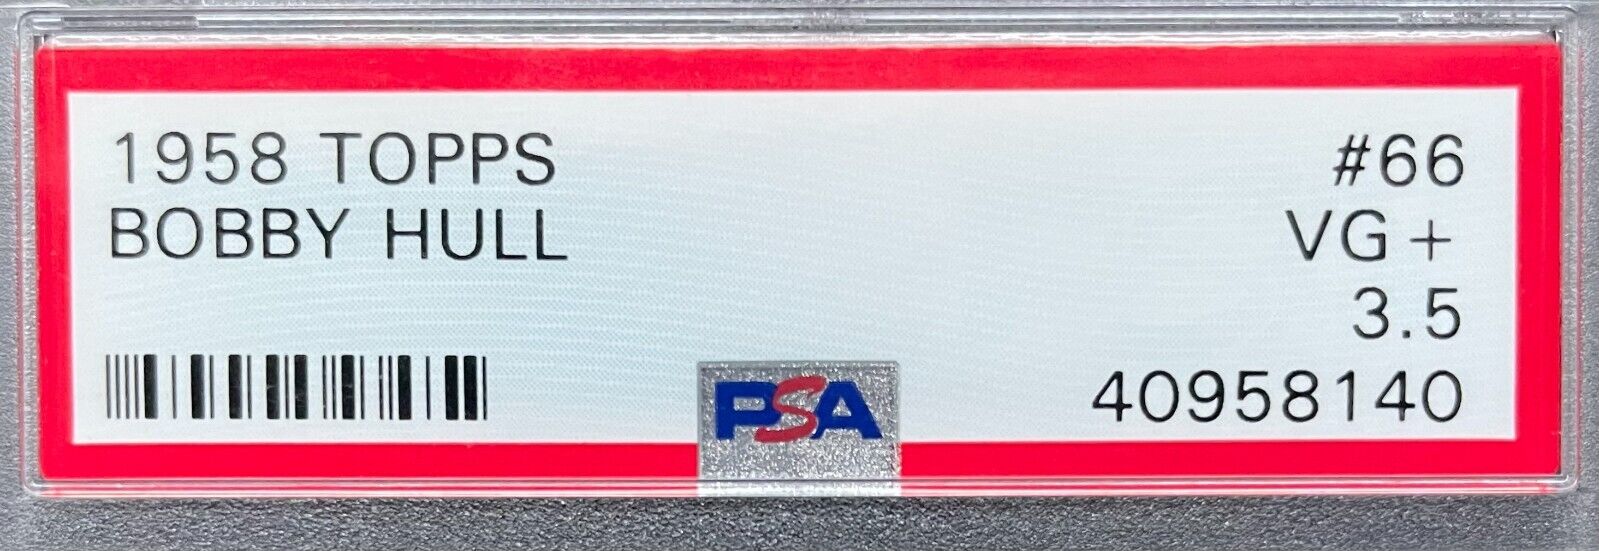 1958 TOPPS #66
BOBBY HULL VG+
3.5
PSA 40958140